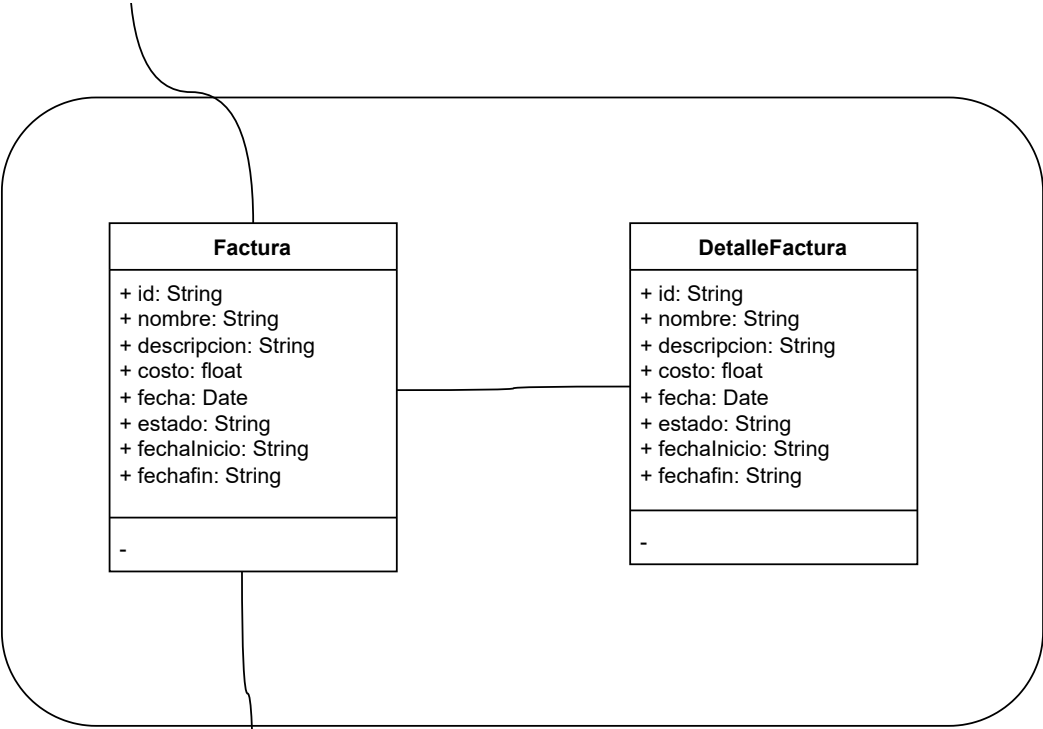 Factura
+ id: String
+ nombre: String
+ descripcion: String
+ costo: float
+ fecha: Date
+ estado: String
+ fechaInicio: String
+ fechafin: String
-
DetalleFactura
+ id: String
+ nombre: String
+ descripcion: String
+ costo: float
+ fecha: Date
+ estado: String
+ fechaInicio: String
+ fechafin: String
-